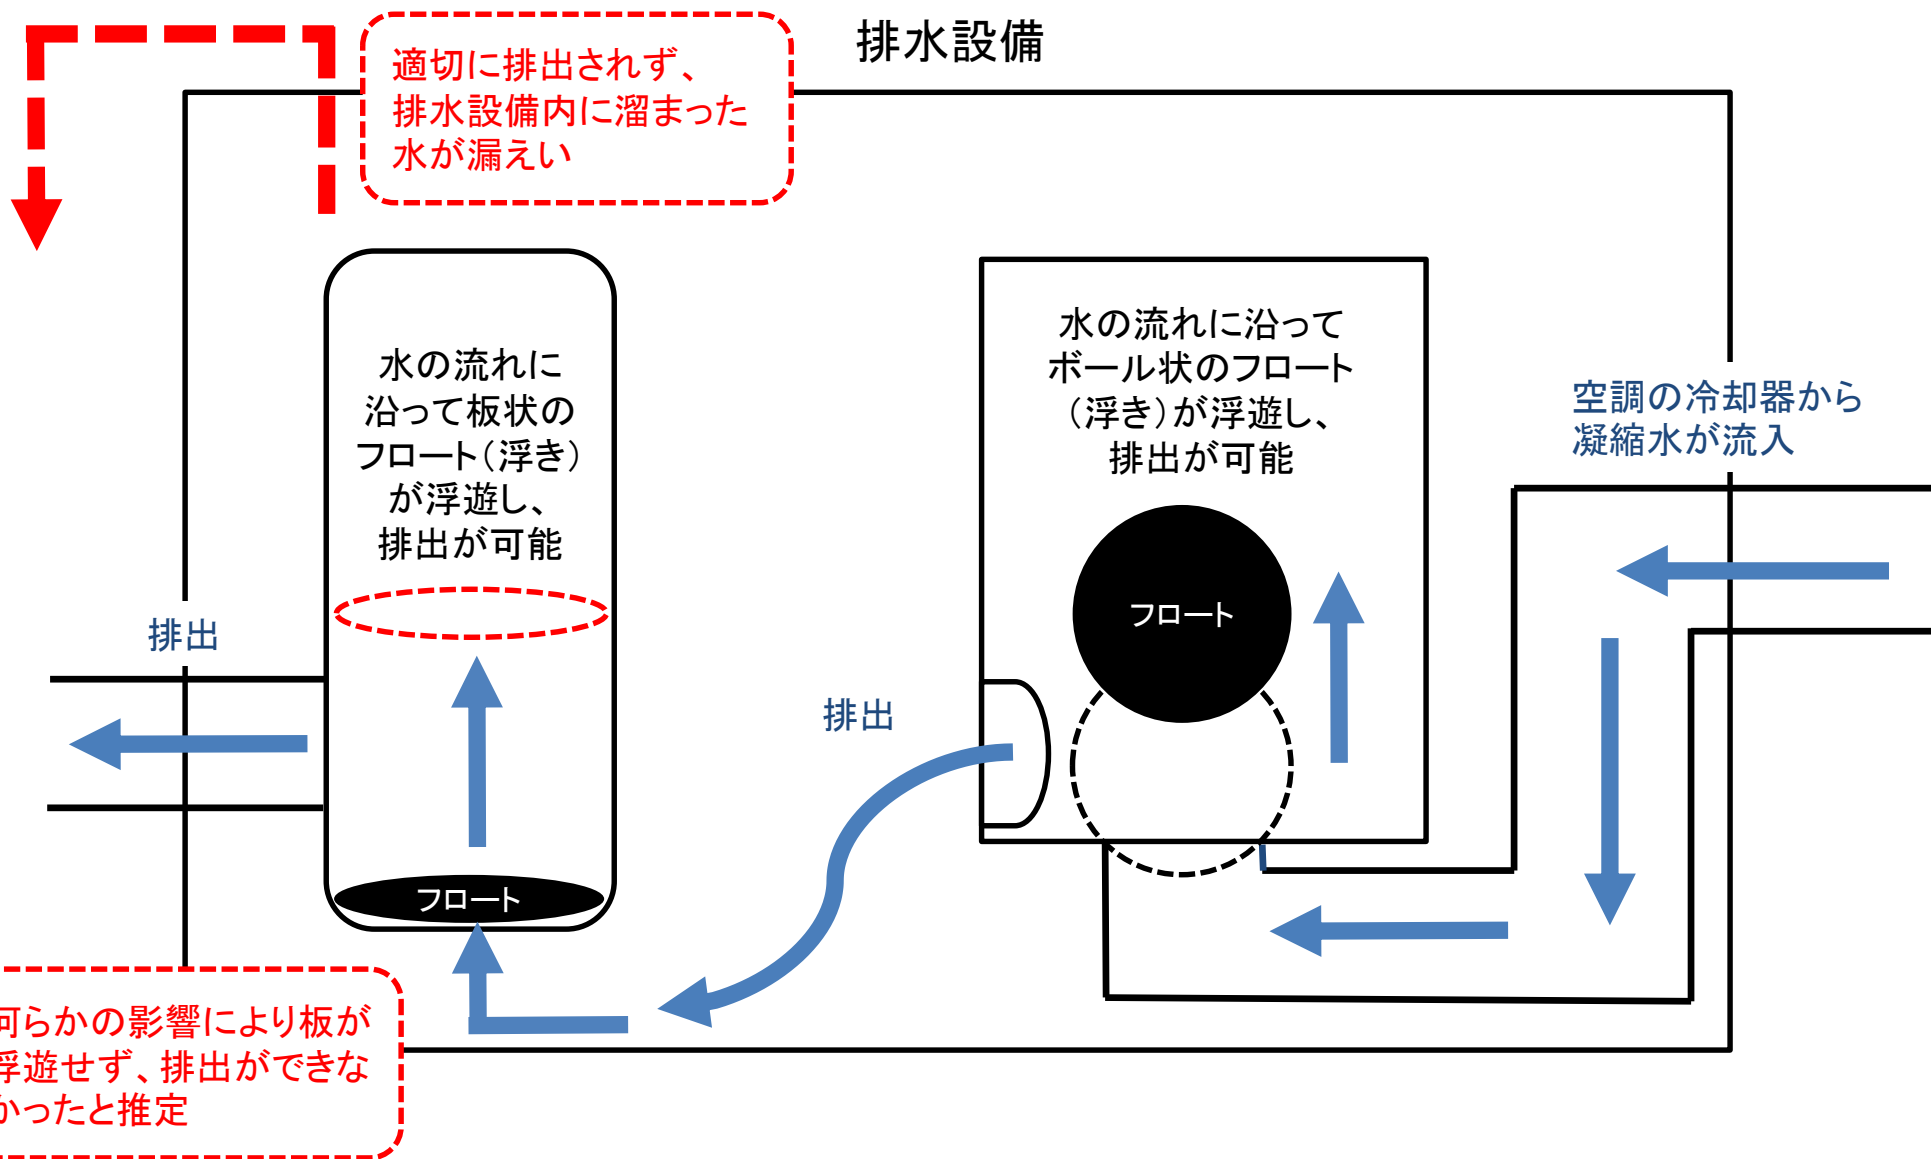 排水設備
適切に排出されず、
排水設備内に溜まった
水が漏えい
水の流れに
沿って板状の
フロート（浮き）
が浮遊し、
排出が可能
水の流れに沿って
ボール状のフロート
（浮き）が浮遊し、
排出が可能
空調の冷却器から
凝縮水が流入
フロート
排出
排出
フロート
何らかの影響により板が
浮遊せず、排出ができな
かったと推定